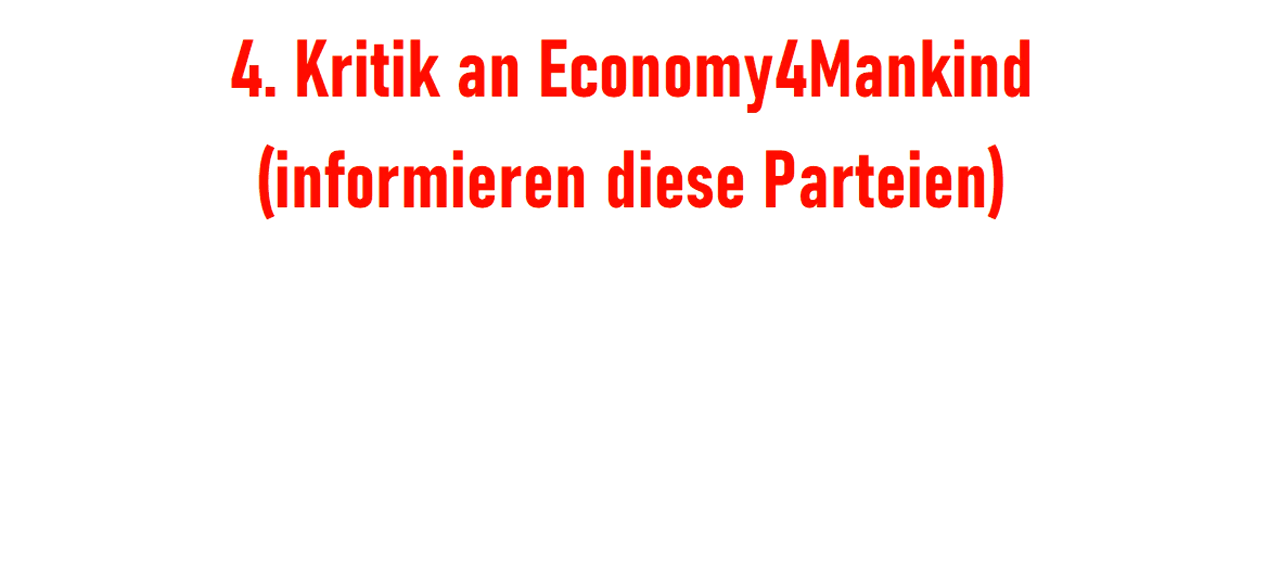 4. Kritik an Economy4Mankind
(informieren diese Parteien)